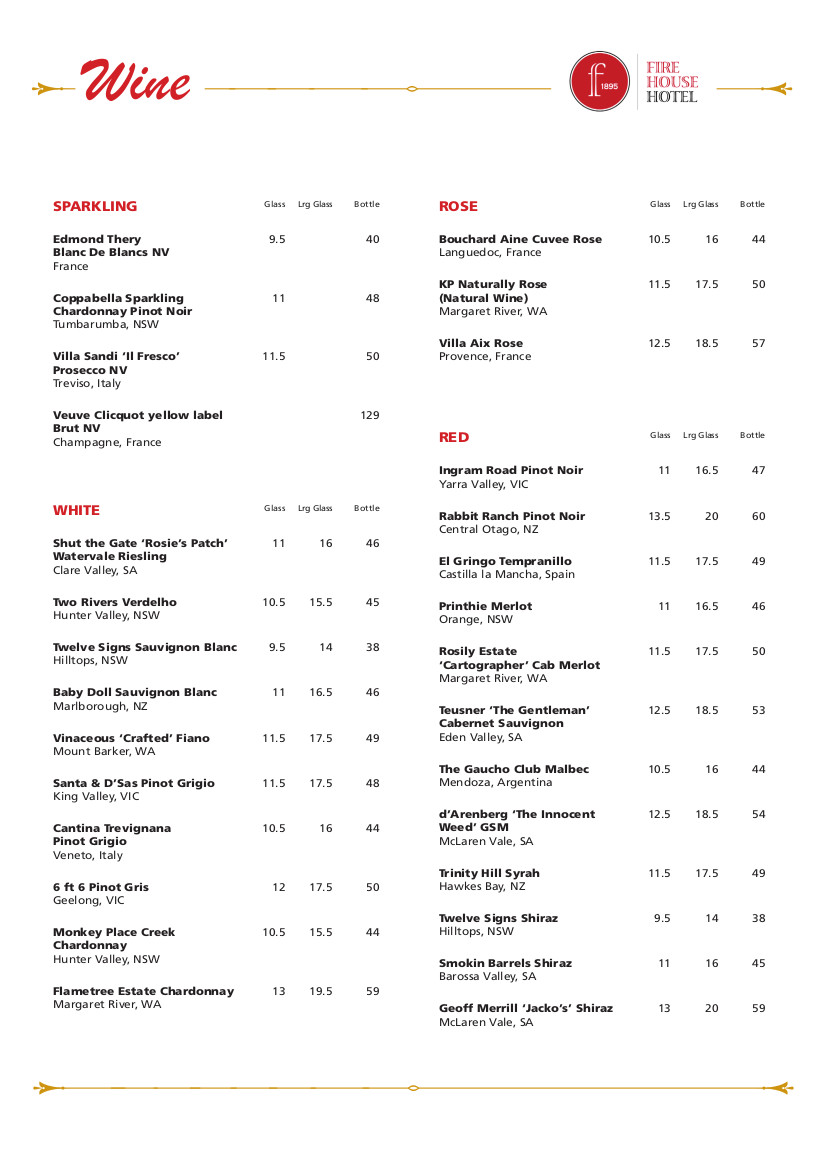 Wine
f
1895
FIRE
HOUSE
HOTEL
SPARKLING Glass Lrg Glass Bottle
Edmond Thery 9.5 40
Blanc De Blancs NV
France
Coppabella Sparkling 11 48
Chardonnay Pinot Noir
Tumbarumba, NSW
Villa Sandi ‘Il Fresco’ 11.5 50
Prosecco NV
Treviso, Italy
Veuve Clicquot yellow label 129
Brut NV
Champagne, France
WHITE Glass Lrg Glass Bottle
Shut the Gate ‘Rosie’s Patch’ 11 16 46
Watervale Riesling
Clare Valley, SA
Two Rivers Verdelho 10.5 15.5 45
Hunter Valley, NSW
Twelve Signs Sauvignon Blanc 9.5 14 38
Hilltops, NSW
Baby Doll Sauvignon Blanc 11 16.5 46
Marlborough, NZ
Vinaceous ‘Crafted’ Fiano 11.5 17.5 49
Mount Barker, WA
Santa & D’Sas Pinot Grigio 11.5 17.5 48
King Valley, VIC
Cantina Trevignana 10.5 16 44
Pinot Grigio
Veneto, Italy
6 ft 6 Pinot Gris 12 17.5 50
Geelong, VIC
Monkey Place Creek 10.5 15.5 44
Chardonnay
Hunter Valley, NSW
Flametree Estate Chardonnay 13 19.5 59
Margaret River, WA
ROSE Glass Lrg Glass Bottle
Bouchard Aine Cuvee Rose 10.5 16 44
Languedoc, France
KP Naturally Rose 11.5 17.5 50
(Natural Wine)
Margaret River, WA
Villa Aix Rose 12.5 18.5 57
Provence, France
RED Glass Lrg Glass Bottle
Ingram Road Pinot Noir 11 16.5 47
Yarra Valley, VIC
Rabbit Ranch Pinot Noir 13.5 20 60
Central Otago, NZ
El Gringo Tempranillo 11.5 17.5 49
Castilla la Mancha, Spain
Printhie Merlot 11 16.5 46
Orange, NSW
Rosily Estate 11.5 17.5 50
‘Cartographer’ Cab Merlot
Margaret River, WA
Teusner ‘The Gentleman’ 12.5 18.5 53
Cabernet Sauvignon
Eden Valley, SA
The Gaucho Club Malbec 10.5 16 44
Mendoza, Argentina
d’Arenberg ‘The Innocent 12.5 18.5 54
Weed’ GSM
McLaren Vale, SA
Trinity Hill Syrah 11.5 17.5 49
Hawkes Bay, NZ
Twelve Signs Shiraz 9.5 14 38
Hilltops, NSW
Smokin Barrels Shiraz 11 16 45
Barossa Valley, SA
Geoff Merrill ‘Jacko’s’ Shiraz 13 20 59
McLaren Vale, SA